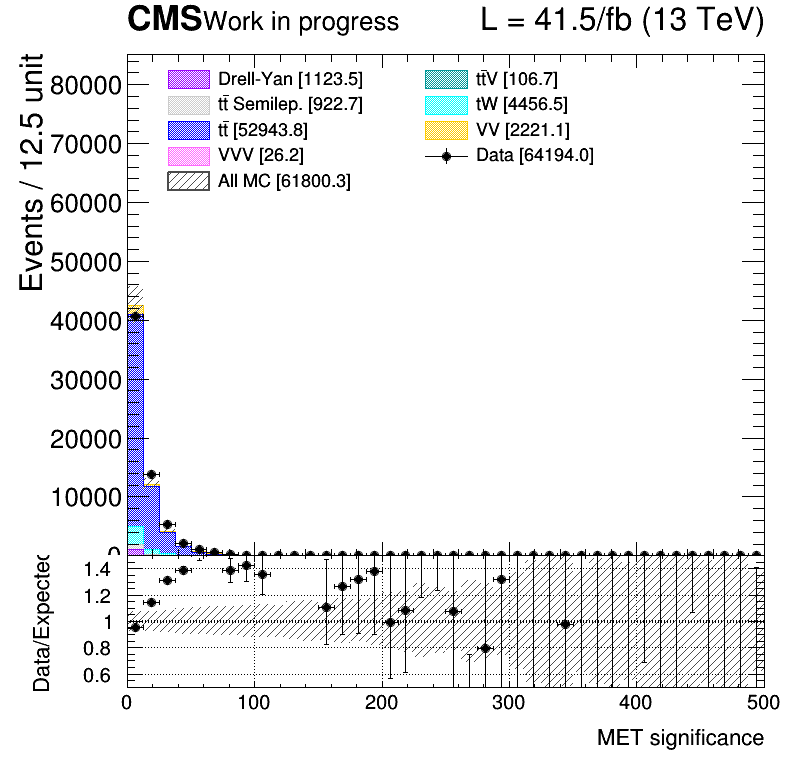 CMS Work in progress L = 41.5/fb (13 TeV)
Events / 12.5 unit
80000
70000
60000
50000
40000
30000
20000
10000
0
Drell-Yan [1123.5]
tt̄ Semilep. [922.7]
tt̄ [52943.8]
VVV [26.2]
All MC [61800.3]
tt̄V [106.7]
tW [4456.5]
VV [2221.1]
Data [64194.0]
Data/Expected
1.4
1.2
1
0.8
0.6
0 100 200 300 400 500
MET significance